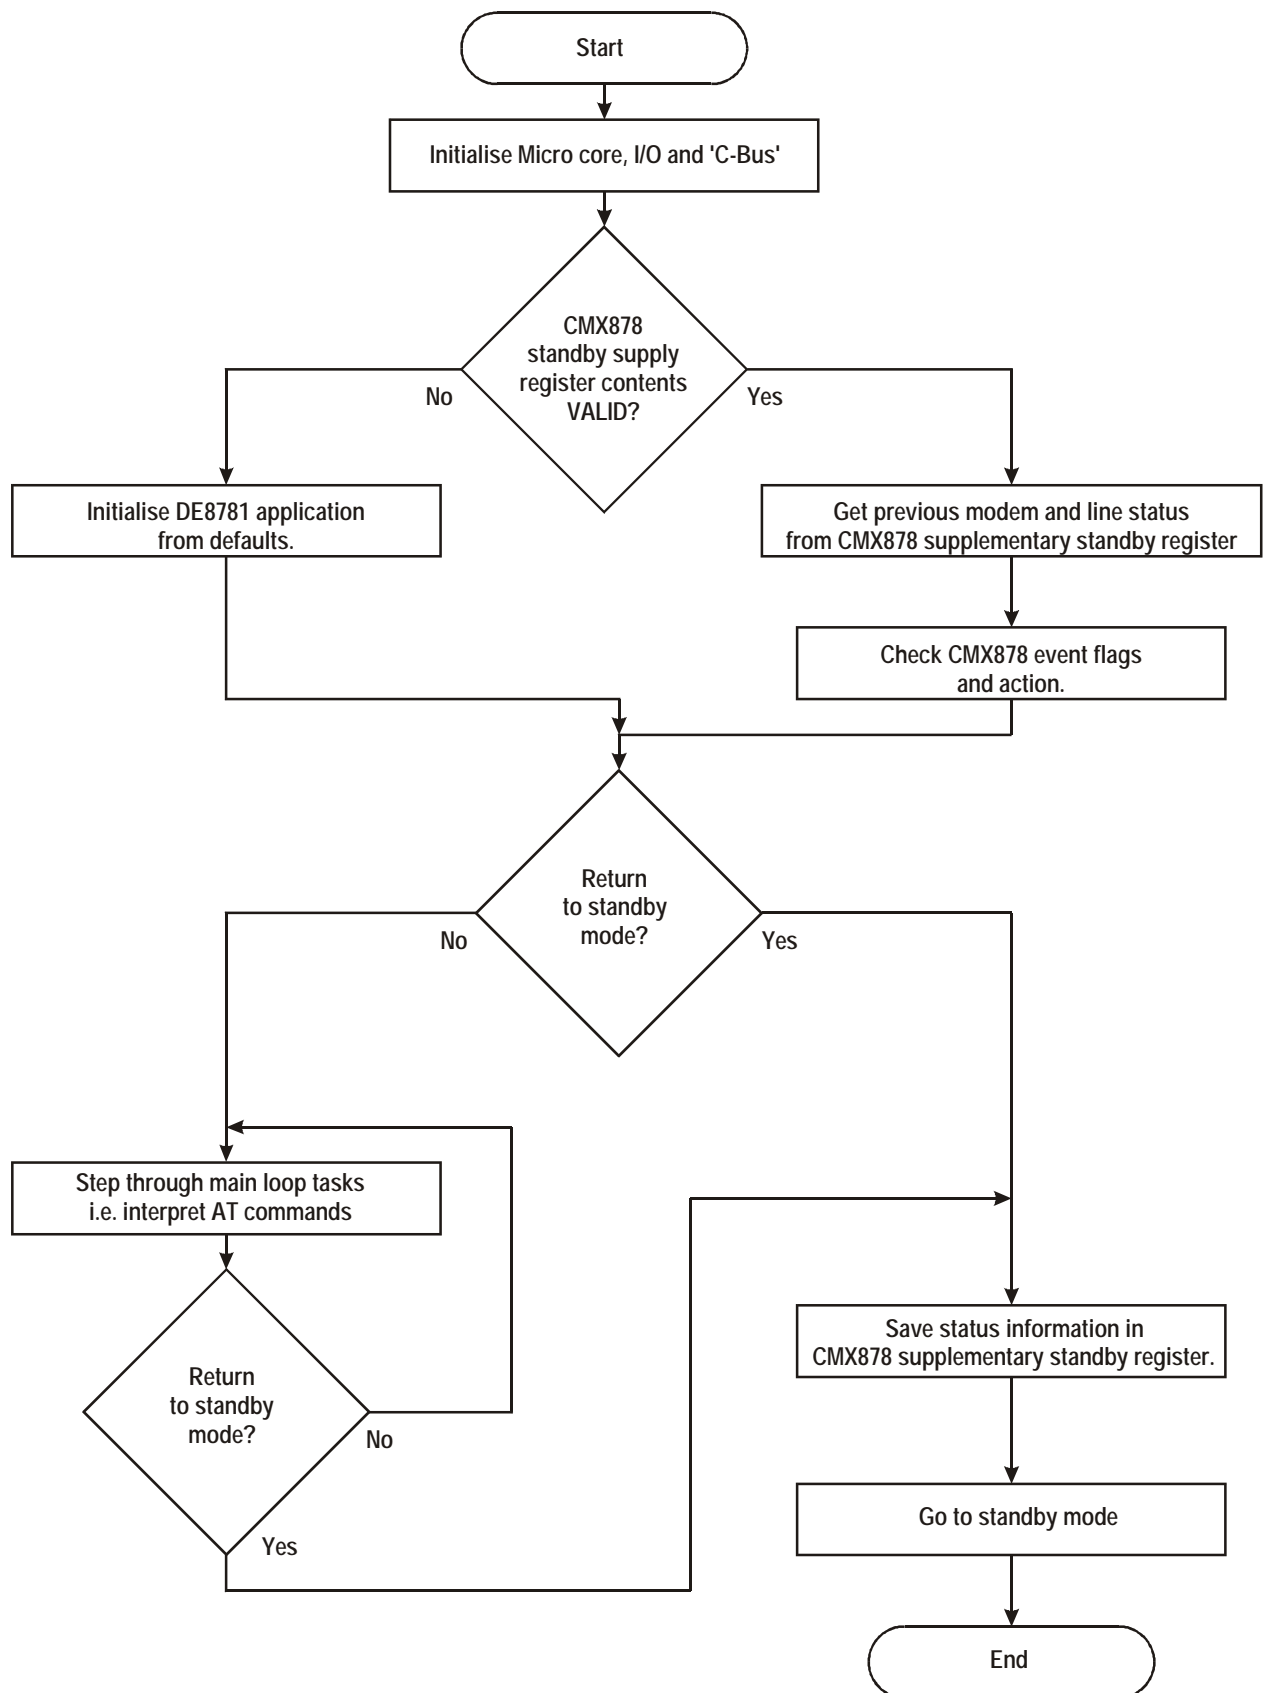 Start
Initialise Micro core, I/O and 'C-Bus'
CMX878
standby supply
register contents
VALID?
No
Yes
Initialise DE8781 application
from defaults.
Get previous modem and line status
from CMX878 supplementary standby register
Check CMX878 event flags
and action.
Return
to standby
mode?
No
Yes
Step through main loop tasks
i.e. interpret AT commands
Return
to standby
mode?
No
Yes
Save status information in
CMX878 supplementary standby register.
Go to standby mode
End